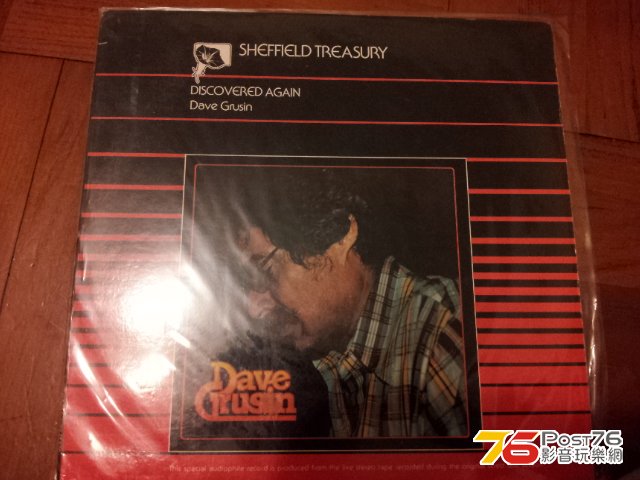 SHEFFIELD TREASURY
DISCOVERED AGAIN
Dave Grusin
Dave
Grusin
This special audiophile record is produced from the live stereo tape recorded during the
76 Post76
影音玩樂網